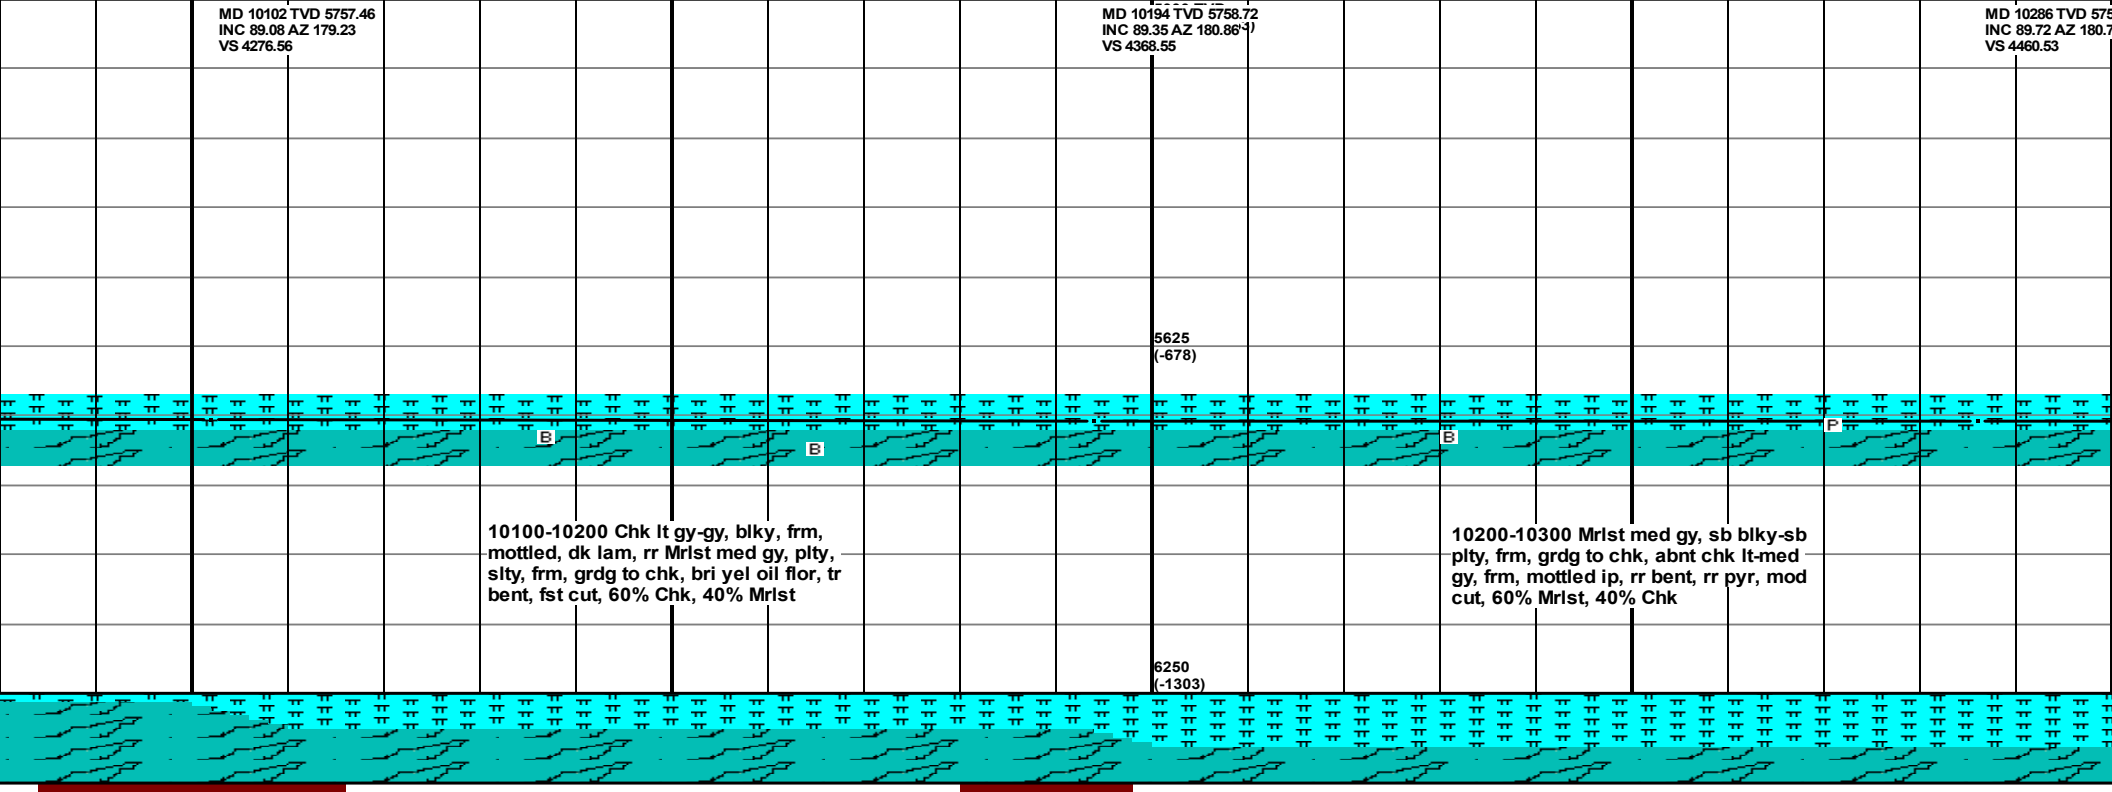 MD 10102 TVD 5757.46
INC 89.08 AZ 179.23
VS 4276.56
MD 10194 TVD 5758.72
INC 89.35 AZ 180.86
VS 4368.55
MD 10286 TVD 575
INC 89.72 AZ 180.7
VS 4460.53
5625
(-678)
B
B
B
P
10100-10200 Chk lt gy-gy, blky, frm,
mottled, dk lam, rr Mrlst med gy, plty,
slty, frm, grdg to chk, bri yel oil flor, tr
bent, fst cut, 60% Chk, 40% Mrlst
10200-10300 Mrlst med gy, sb blky-sb
plty, frm, grdg to chk, abnt chk lt-med
gy, frm, mottled ip, rr bent, rr pyr, mod
cut, 60% Mrlst, 40% Chk
6250
(-1303)